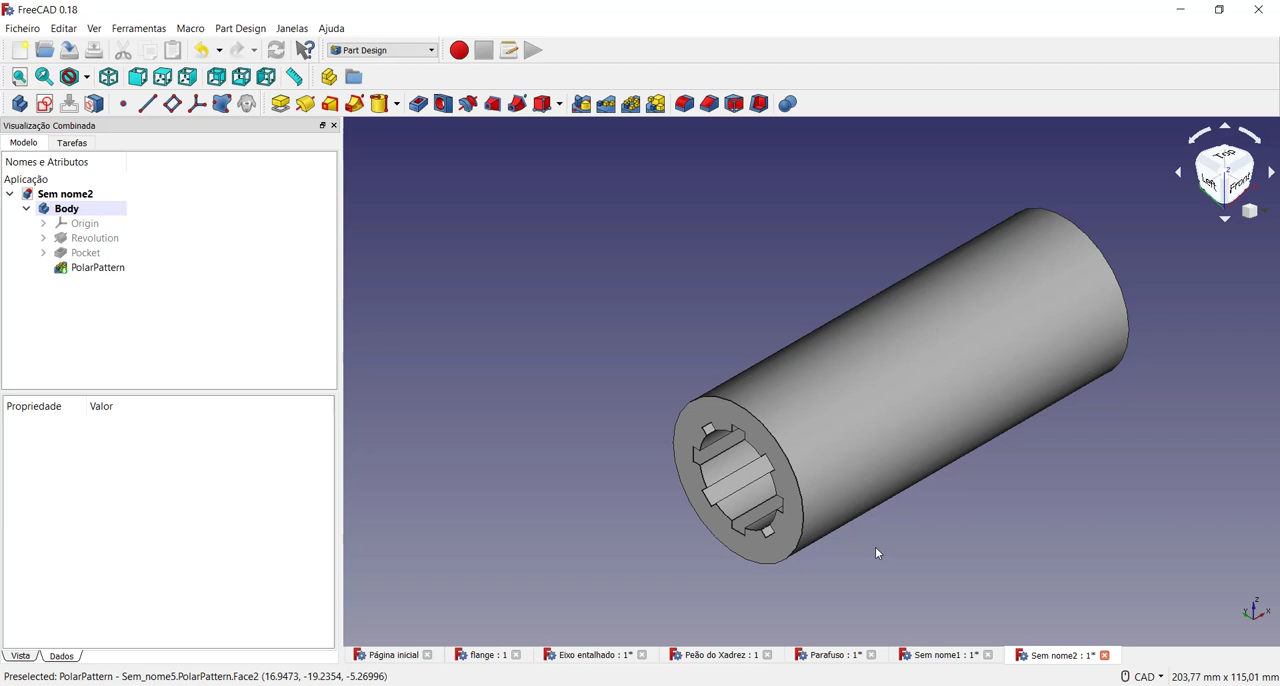 FreeCAD 0.18
Ficheiro Editar Ver Ferramentas Macro Part Design Janelas Ajuda
Part Design
Visualização Combinada
Modelo Tarefas
Nomes e Atributos
Aplicação
Sem nome2
Body
Origin
Revolution
Pocket
PolarPattern
Top
Left
Front
Z
Propriedade Valor
Z
Y X
Vista Dados
Página inicial flange : 1 Eixo entalhado : 1* Peão do Xadrez : 1 Parafuso : 1* Sem nome1 : 1* Sem nome2 : 1*
Preselected: PolarPattern - Sem_nome5.PolarPattern.Face2 (16.9473, -19.2354, -5.26996) CAD 203,77 mm x 115,01 mm